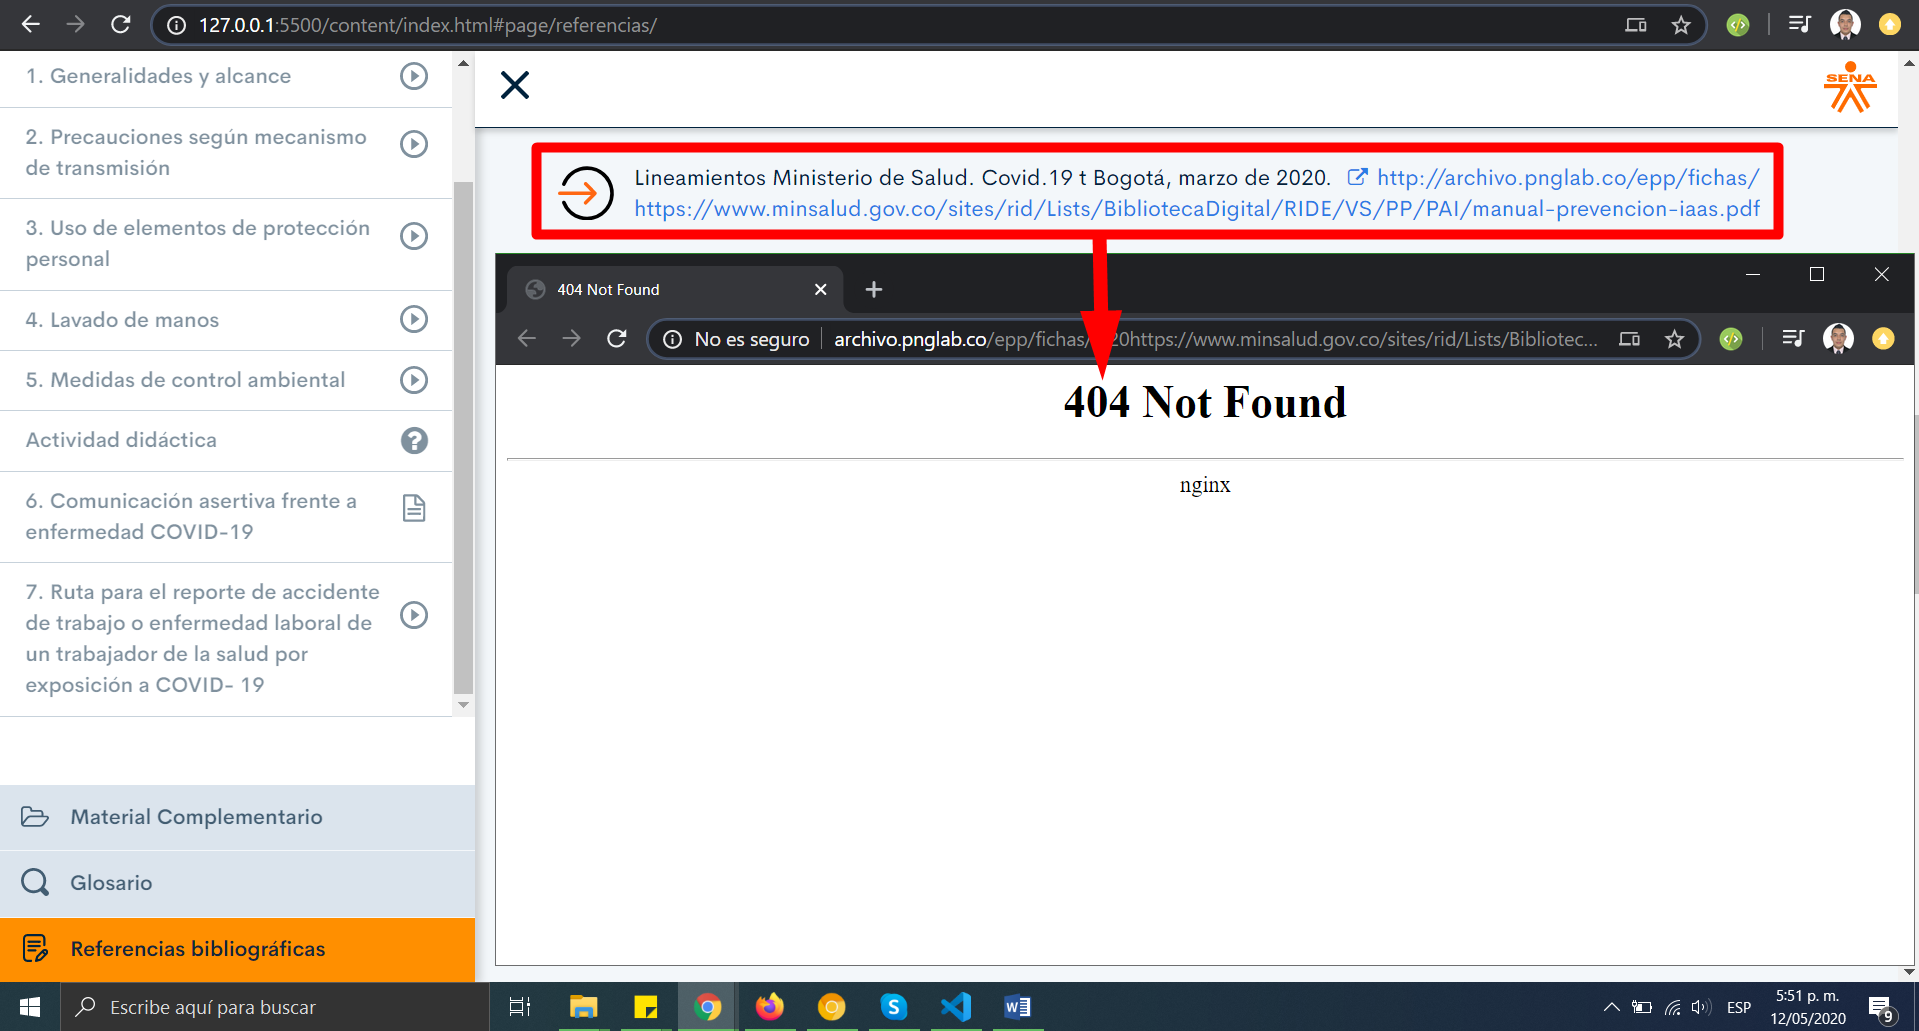 127.0.0.1:5500/content/index.html#page/referencias/
1. Generalidades y alcance
2. Precauciones según mecanismo
de transmisión
3. Uso de elementos de protección
personal
4. Lavado de manos
5. Medidas de control ambiental
Actividad didáctica
6. Comunicación asertiva frente a
enfermedad COVID-19
7. Ruta para el reporte de accidente
de trabajo o enfermedad laboral de
un trabajador de la salud por
exposición a COVID- 19
Material Complementario
Glosario
Referencias bibliográficas
SENA
Lineamientos Ministerio de Salud. Covid.19 t Bogotá, marzo de 2020. http://archivo.pnglab.co/epp/fichas/
https://www.minsalud.gov.co/sites/rid/Lists/BibliotecaDigital/RIDE/VS/PP/PAI/manual-prevencion-iaas.pdf
404 Not Found
No es seguro archivo.pnglab.co/epp/fichas/ 20https://www.minsalud.gov.co/sites/rid/Lists/Bibliotec...
404 Not Found
nginx
Escribe aquí para buscar
ESP
5:51 p. m.
12/05/2020
9